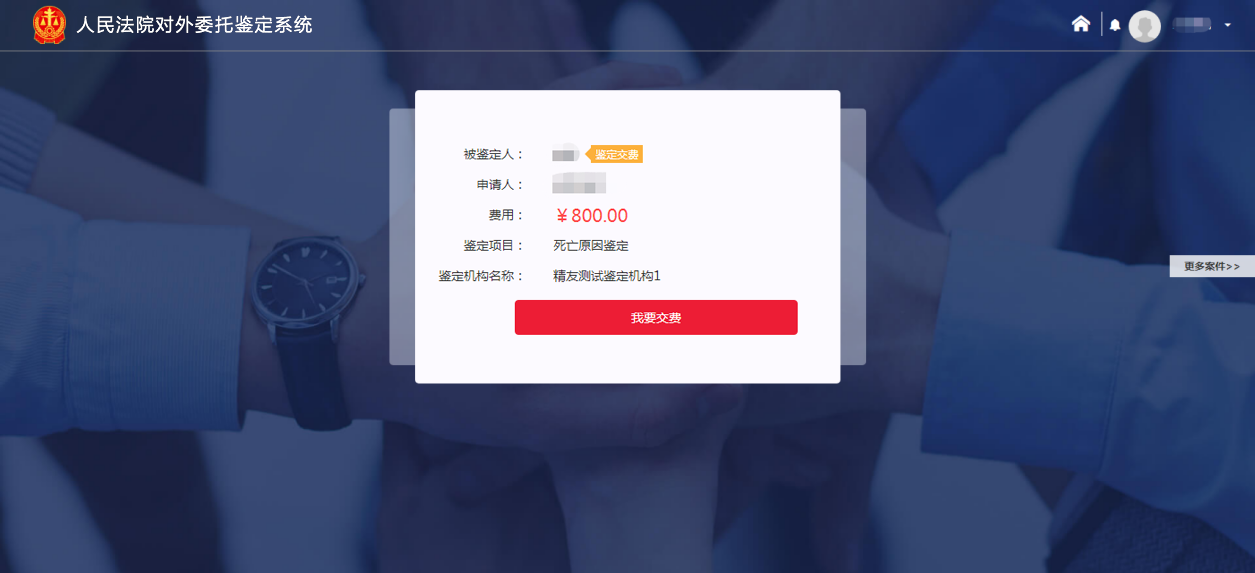 人民法院对外委托鉴定系统
被鉴定人： 鉴定交费
申请人：
费用： ￥800.00
鉴定项目： 死亡原因鉴定
鉴定机构名称： 精友测试鉴定机构1
我要交费
更多案件>>